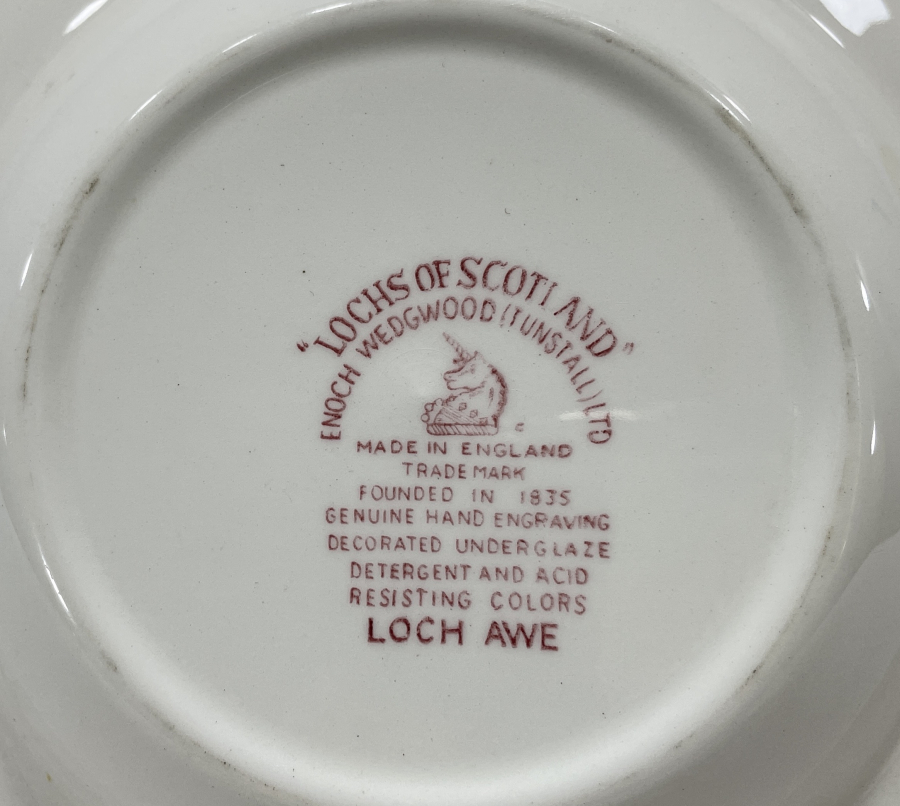 "LOCHS OF SCOTLAND"
ENOCH WEDGWOOD (TUNSTALL) LTD
MADE IN ENGLAND
TRADE MARK
FOUNDED IN 1835
GENUINE HAND ENGRAVING
DECORATED UNDERGLAZE
DETERGENT AND ACID
RESISTING COLORS
LOCH AWE